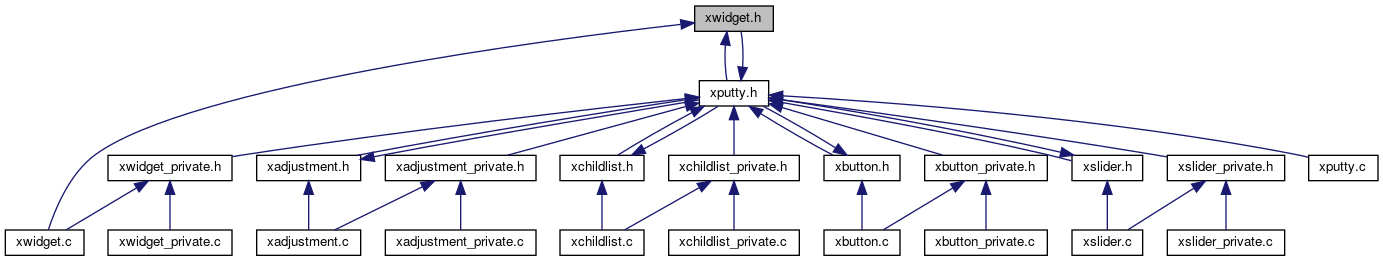 xwidget.h
xputty.h
xwidget_private.h
xadjustment.h
xadjustment_private.h
xchildlist.h
xchildlist_private.h
xbutton.h
xbutton_private.h
xslider.h
xslider_private.h
xputty.c
xwidget.c
xwidget_private.c
xadjustment.c
xadjustment_private.c
xchildlist.c
xchildlist_private.c
xbutton.c
xbutton_private.c
xslider.c
xslider_private.c